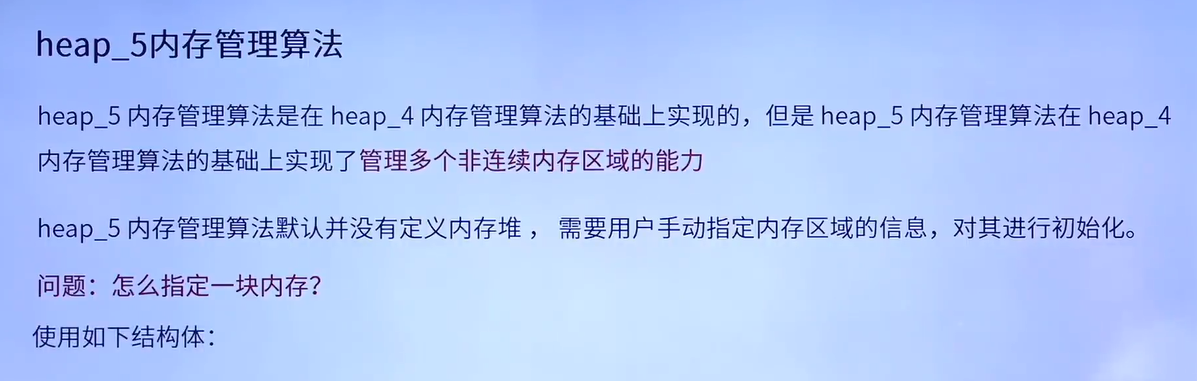 heap_5内存管理算法
heap_5 内存管理算法是在 heap_4 内存管理算法的基础上实现的，但是 heap_5 内存管理算法在 heap_4
内存管理算法的基础上实现了管理多个非连续内存区域的能力
heap_5 内存管理算法默认并没有定义内存堆 ， 需要用户手动指定内存区域的信息，对其进行初始化。
问题：怎么指定一块内存？
使用如下结构体：